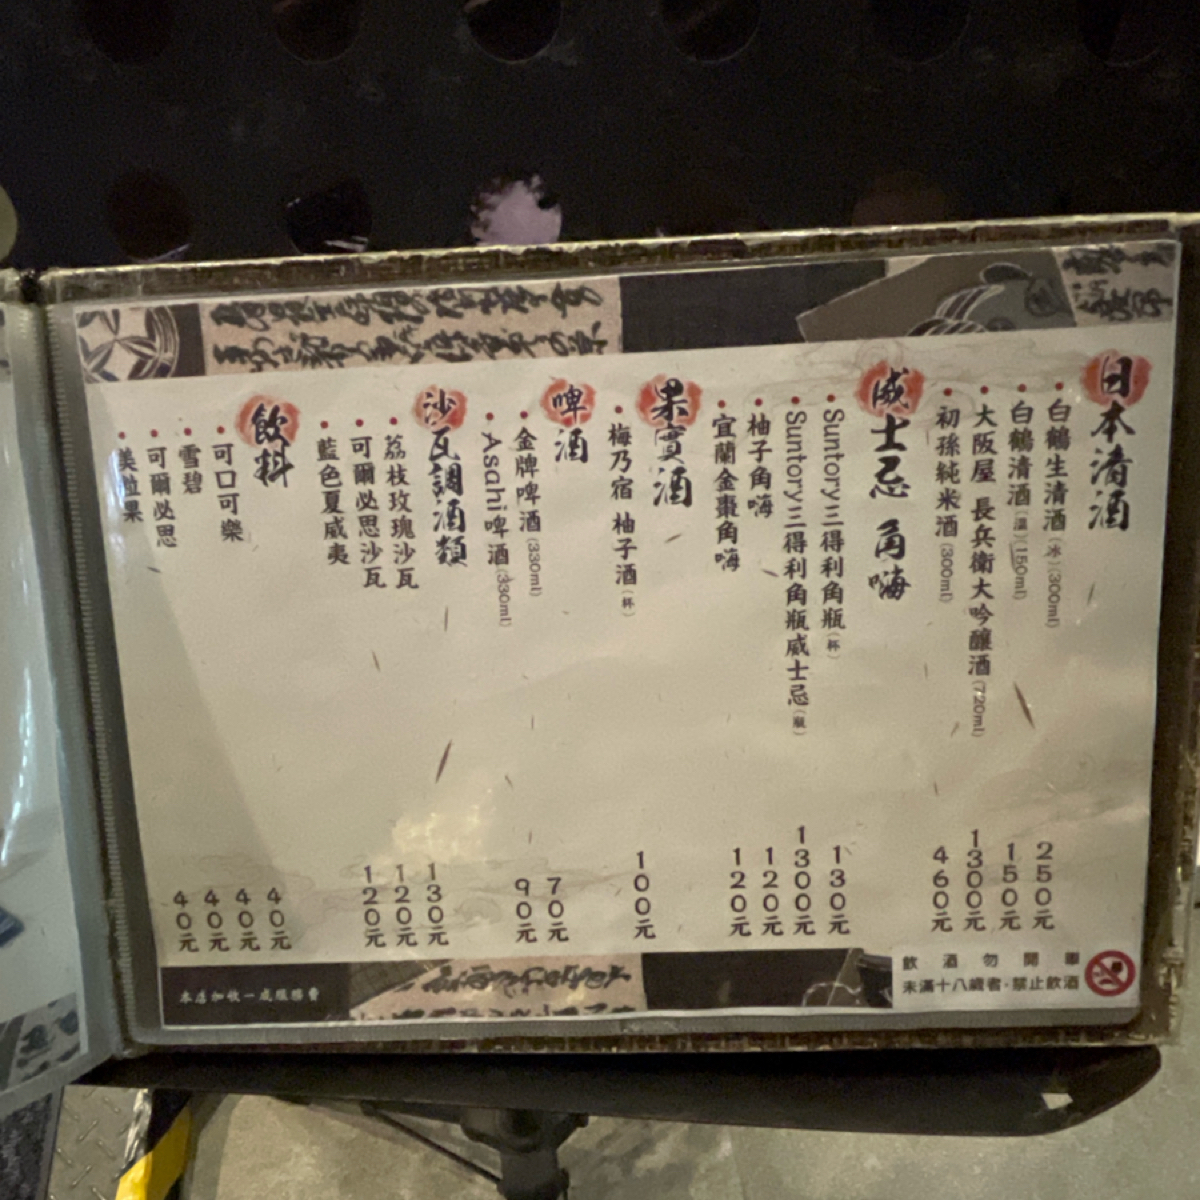 日本清酒
白鶴生清酒(冰)(300ml) 250元
白鶴清酒(溫)(150ml) 150元
大阪屋 長兵衛大吟釀酒(720ml) 1300元
初孫純米酒(300ml) 460元
威士忌 角嗨
Suntory三得利角瓶(杯) 130元
Suntory三得利角瓶威士忌(瓶) 1300元
柚子角嗨 120元
宜蘭金棗角嗨 120元
果實酒
梅乃宿 柚子酒(杯) 100元
啤酒
金牌啤酒(330ml) 70元
Asahi啤酒(330ml) 90元
沙瓦調酒類
荔枝玫瑰沙瓦 130元
可爾必思沙瓦 120元
藍色夏威夷 120元
飲料
可口可樂 40元
雪碧 40元
可爾必思 40元
美粒果 40元
飲酒勿開車
未滿十八歲者,禁止飲酒
本店加收一成服務費